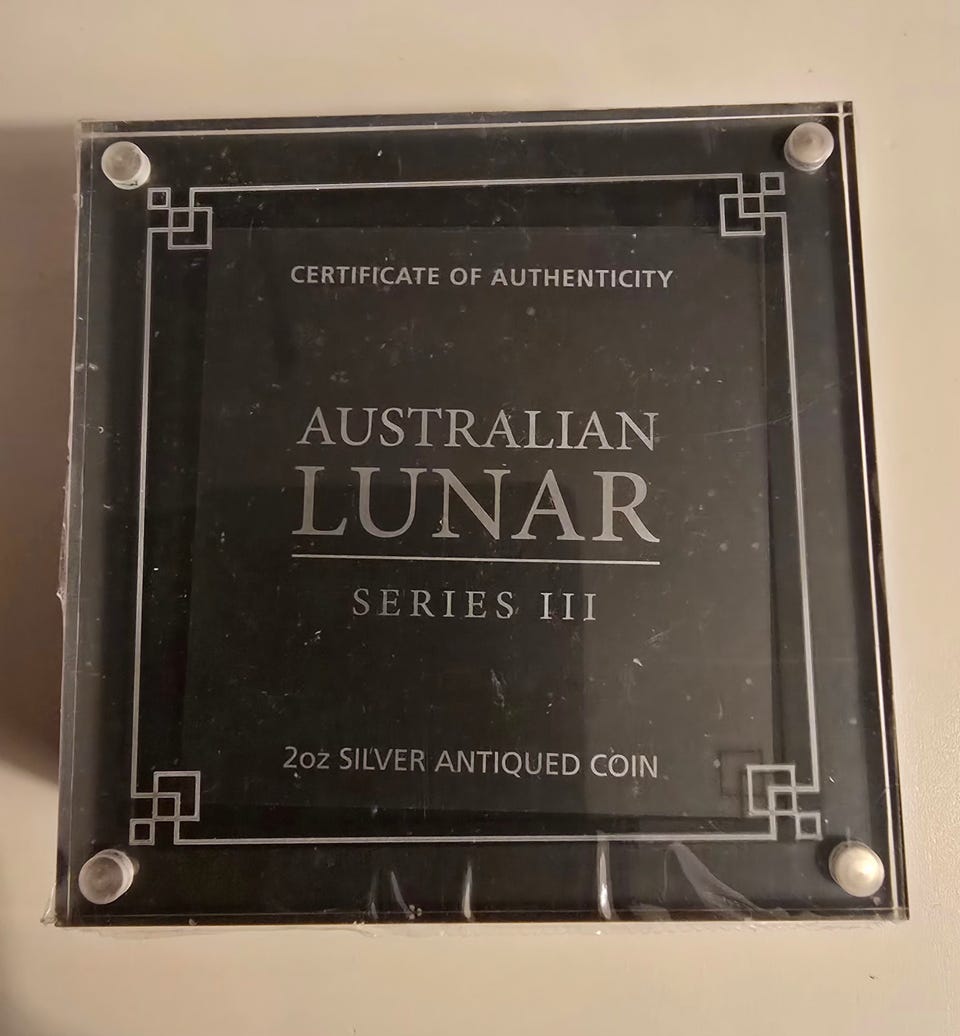 CERTIFICATE OF AUTHENTICITY
AUSTRALIAN
LUNAR
SERIES III
2oz SILVER ANTIQUED COIN